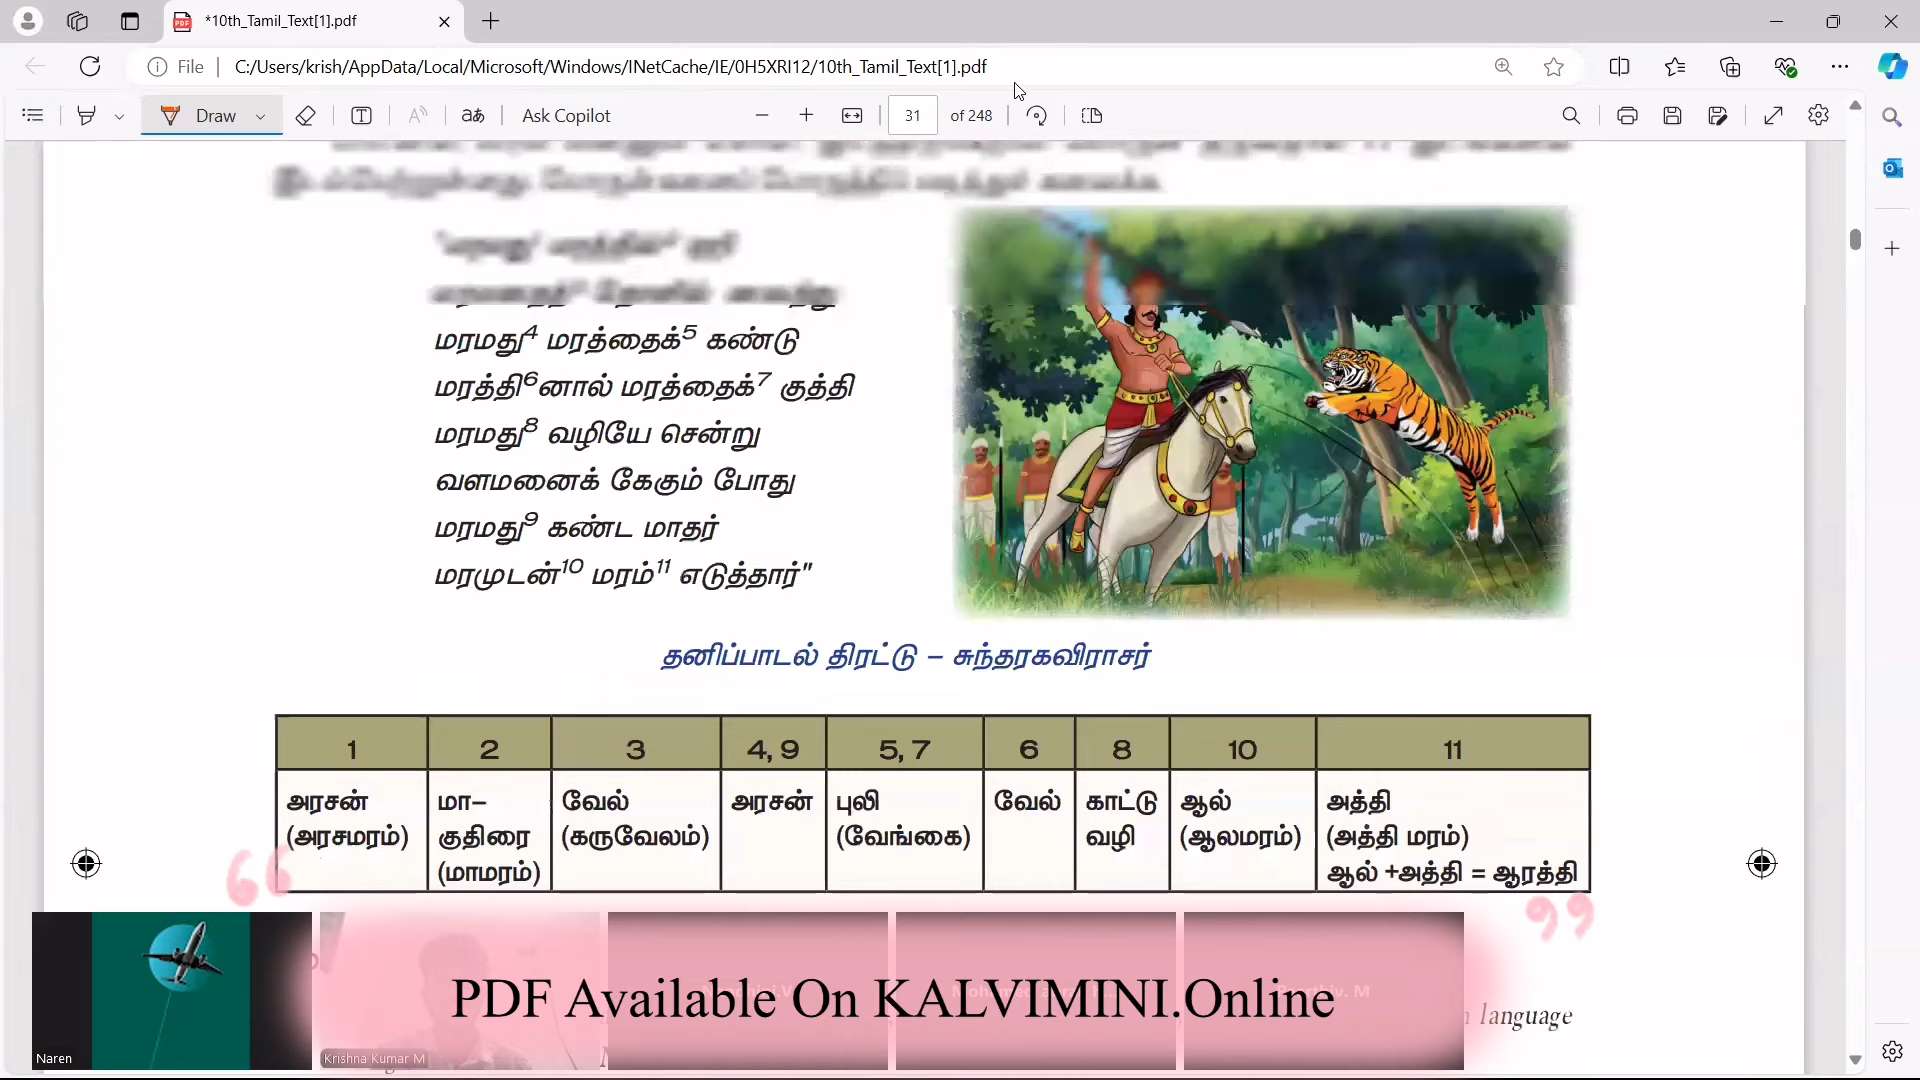 *10th_Tamil_Text[1].pdf
File
C:/Users/krish/AppData/Local/Microsoft/Windows/INetCache/IE/0H5XRI12/10th_Tamil_Text[1].pdf
Draw
Ask Copilot
31 of 248
மரமது4 மரத்தைக்5 கண்டு
மரத்தி6னால் மரத்தைக்7 குத்தி
மரமது8 வழியே சென்று
வளமனைக் கேகும் போது
மரமது9 கண்ட மாதர்
மரமுடன்10 மரம்11 எடுத்தார்"
தனிப்பாடல் திரட்டு – சுந்தரகவிராசர்
1 2 3 4, 9 5, 7 6 8 10 11
அரசன் மா– வேல் அரசன் புலி வேல் காட்டு ஆல் அத்தி
(அரசமரம்) குதிரை (கருவேலம்) (வேங்கை) வழி (ஆலமரம்) (அத்தி மரம்)
(மாமரம்) ஆல் +அத்தி = ஆரத்தி
PDF Available On KALVIMINI.Online
language
Naren
Krishna Kumar M